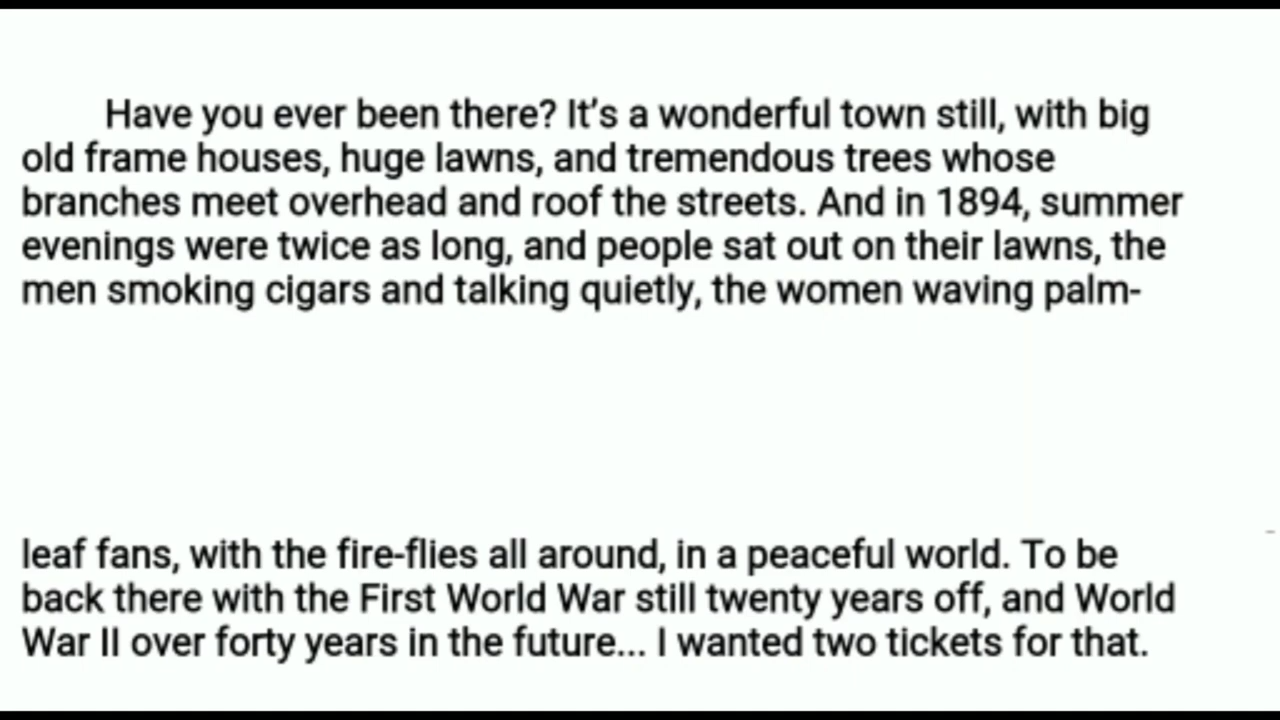 Have you ever been there? It's a wonderful town still, with big
old frame houses, huge lawns, and tremendous trees whose
branches meet overhead and roof the streets. And in 1894, summer
evenings were twice as long, and people sat out on their lawns, the
men smoking cigars and talking quietly, the women waving palm-
leaf fans, with the fire-flies all around, in a peaceful world. To be
back there with the First World War still twenty years off, and World
War II over forty years in the future... I wanted two tickets for that.